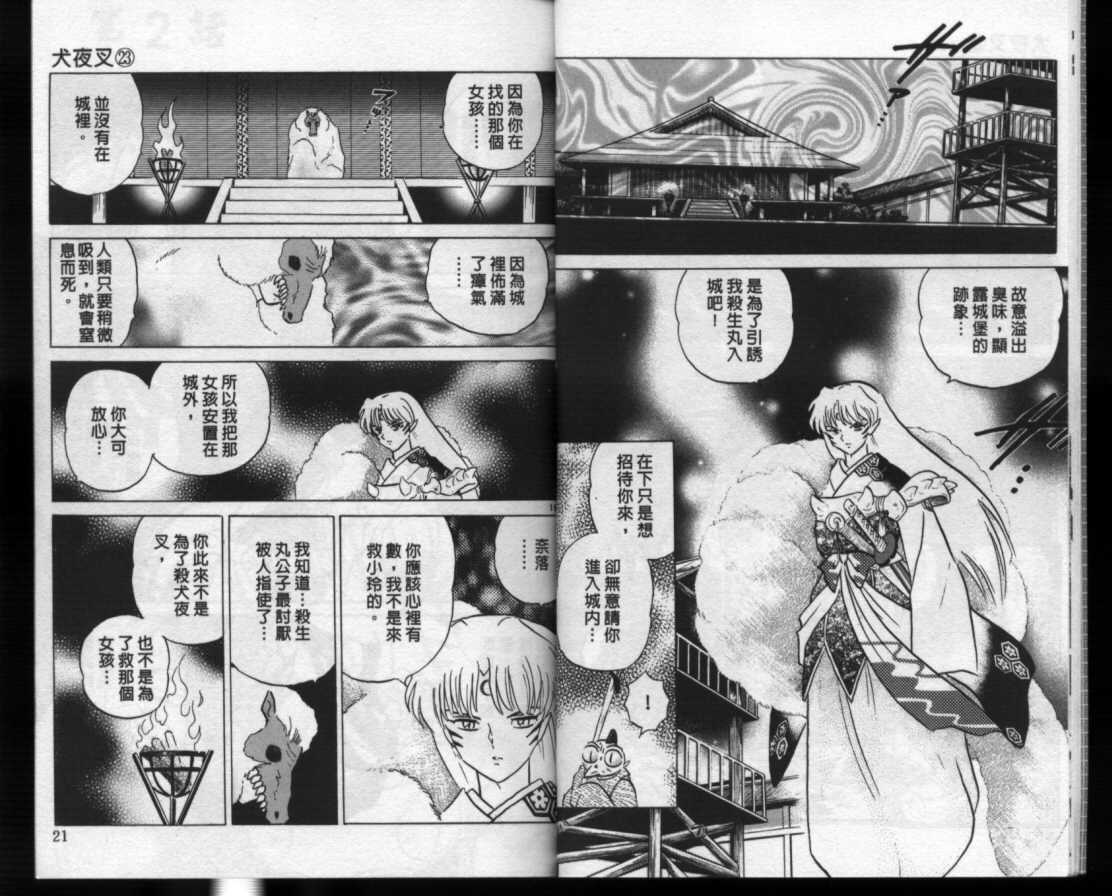 犬夜叉㉓
故意溢出
臭味，顯
露城堡的
跡象…
是為了引誘
我殺生丸入
城吧！
在下只是想
招待你來，
卻無意請你
進入城内…
！
因為你在
找的那個
女孩……
並沒有在
城裡。
因為城
裡佈滿
了瘴氣
……
人類只要稍微
吸到，就會窒
息而死。
所以我把那
女孩安置在
城外，
你大可
放心…
奈落
……
你應該心裡有
數，我不是來
救小玲的。
我知道…殺生
丸公子最討厭
被人指使了…
你此來不是
為了殺犬夜
叉，
也不是為
了救那個
女孩…
21